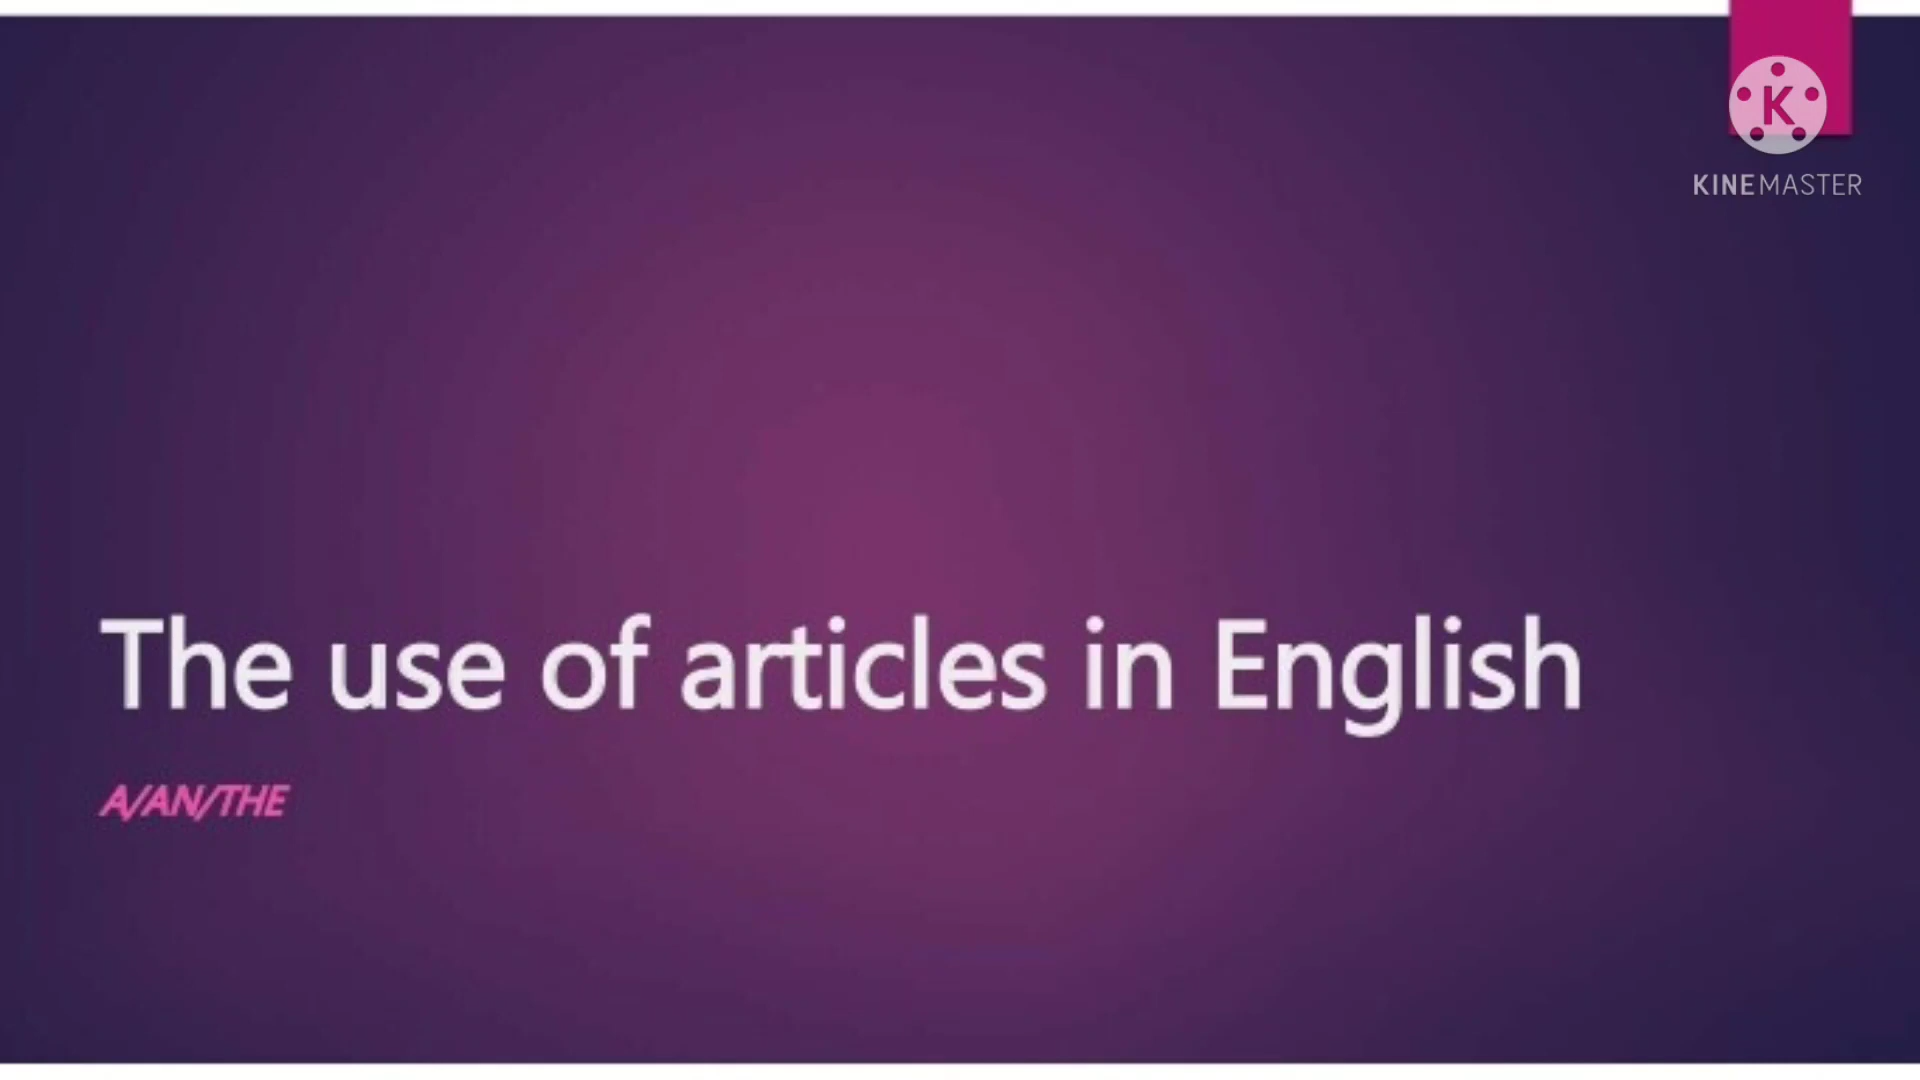 K
KINEMASTER
The use of articles in English
A/AN/THE